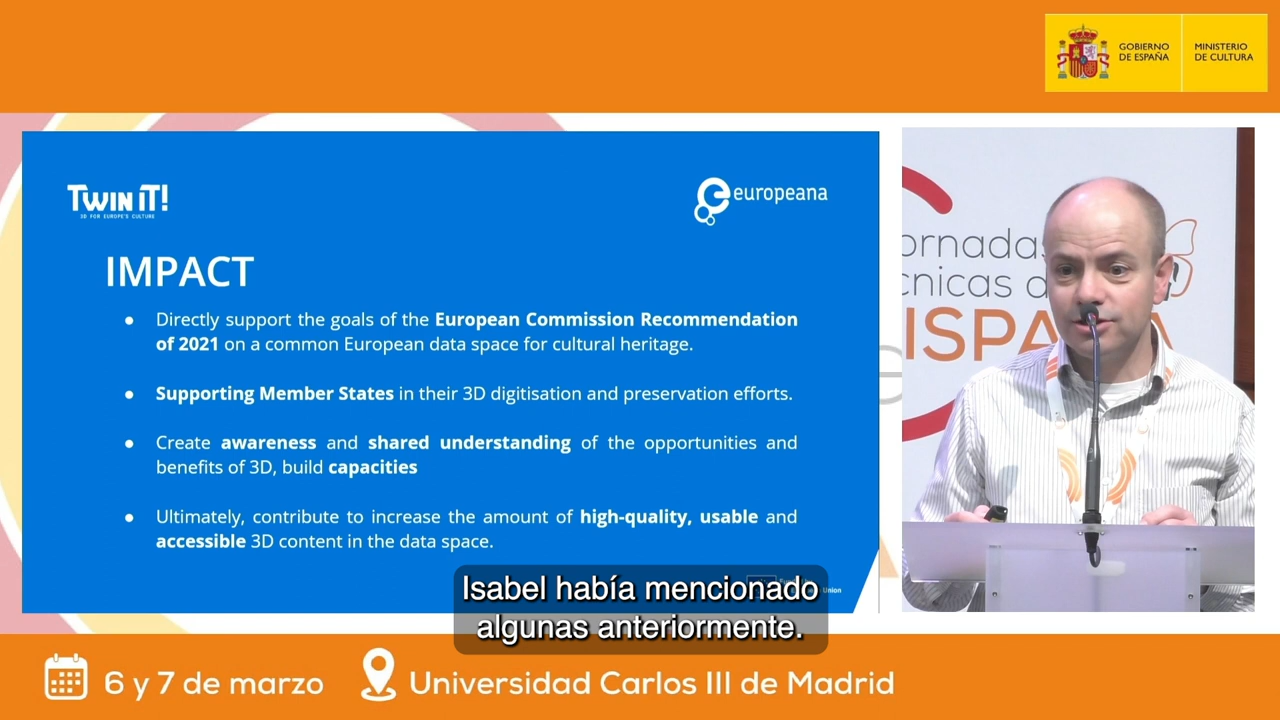 GOBIERNO
DE ESPAÑA
MINISTERIO
DE CULTURA
TWIN IT!
3D FOR EUROPE'S CULTURE
europeana
IMPACT
• Directly support the goals of the European Commission Recommendation
of 2021 on a common European data space for cultural heritage.
• Supporting Member States in their 3D digitisation and preservation efforts.
• Create awareness and shared understanding of the opportunities and
benefits of 3D, build capacities
• Ultimately, contribute to increase the amount of high-quality, usable and
accessible 3D content in the data space.
Union
ornadas
cnicas d
ISPA
Isabel había mencionado
algunas anteriormente.
6 y 7 de marzo
Universidad Carlos III de Madrid